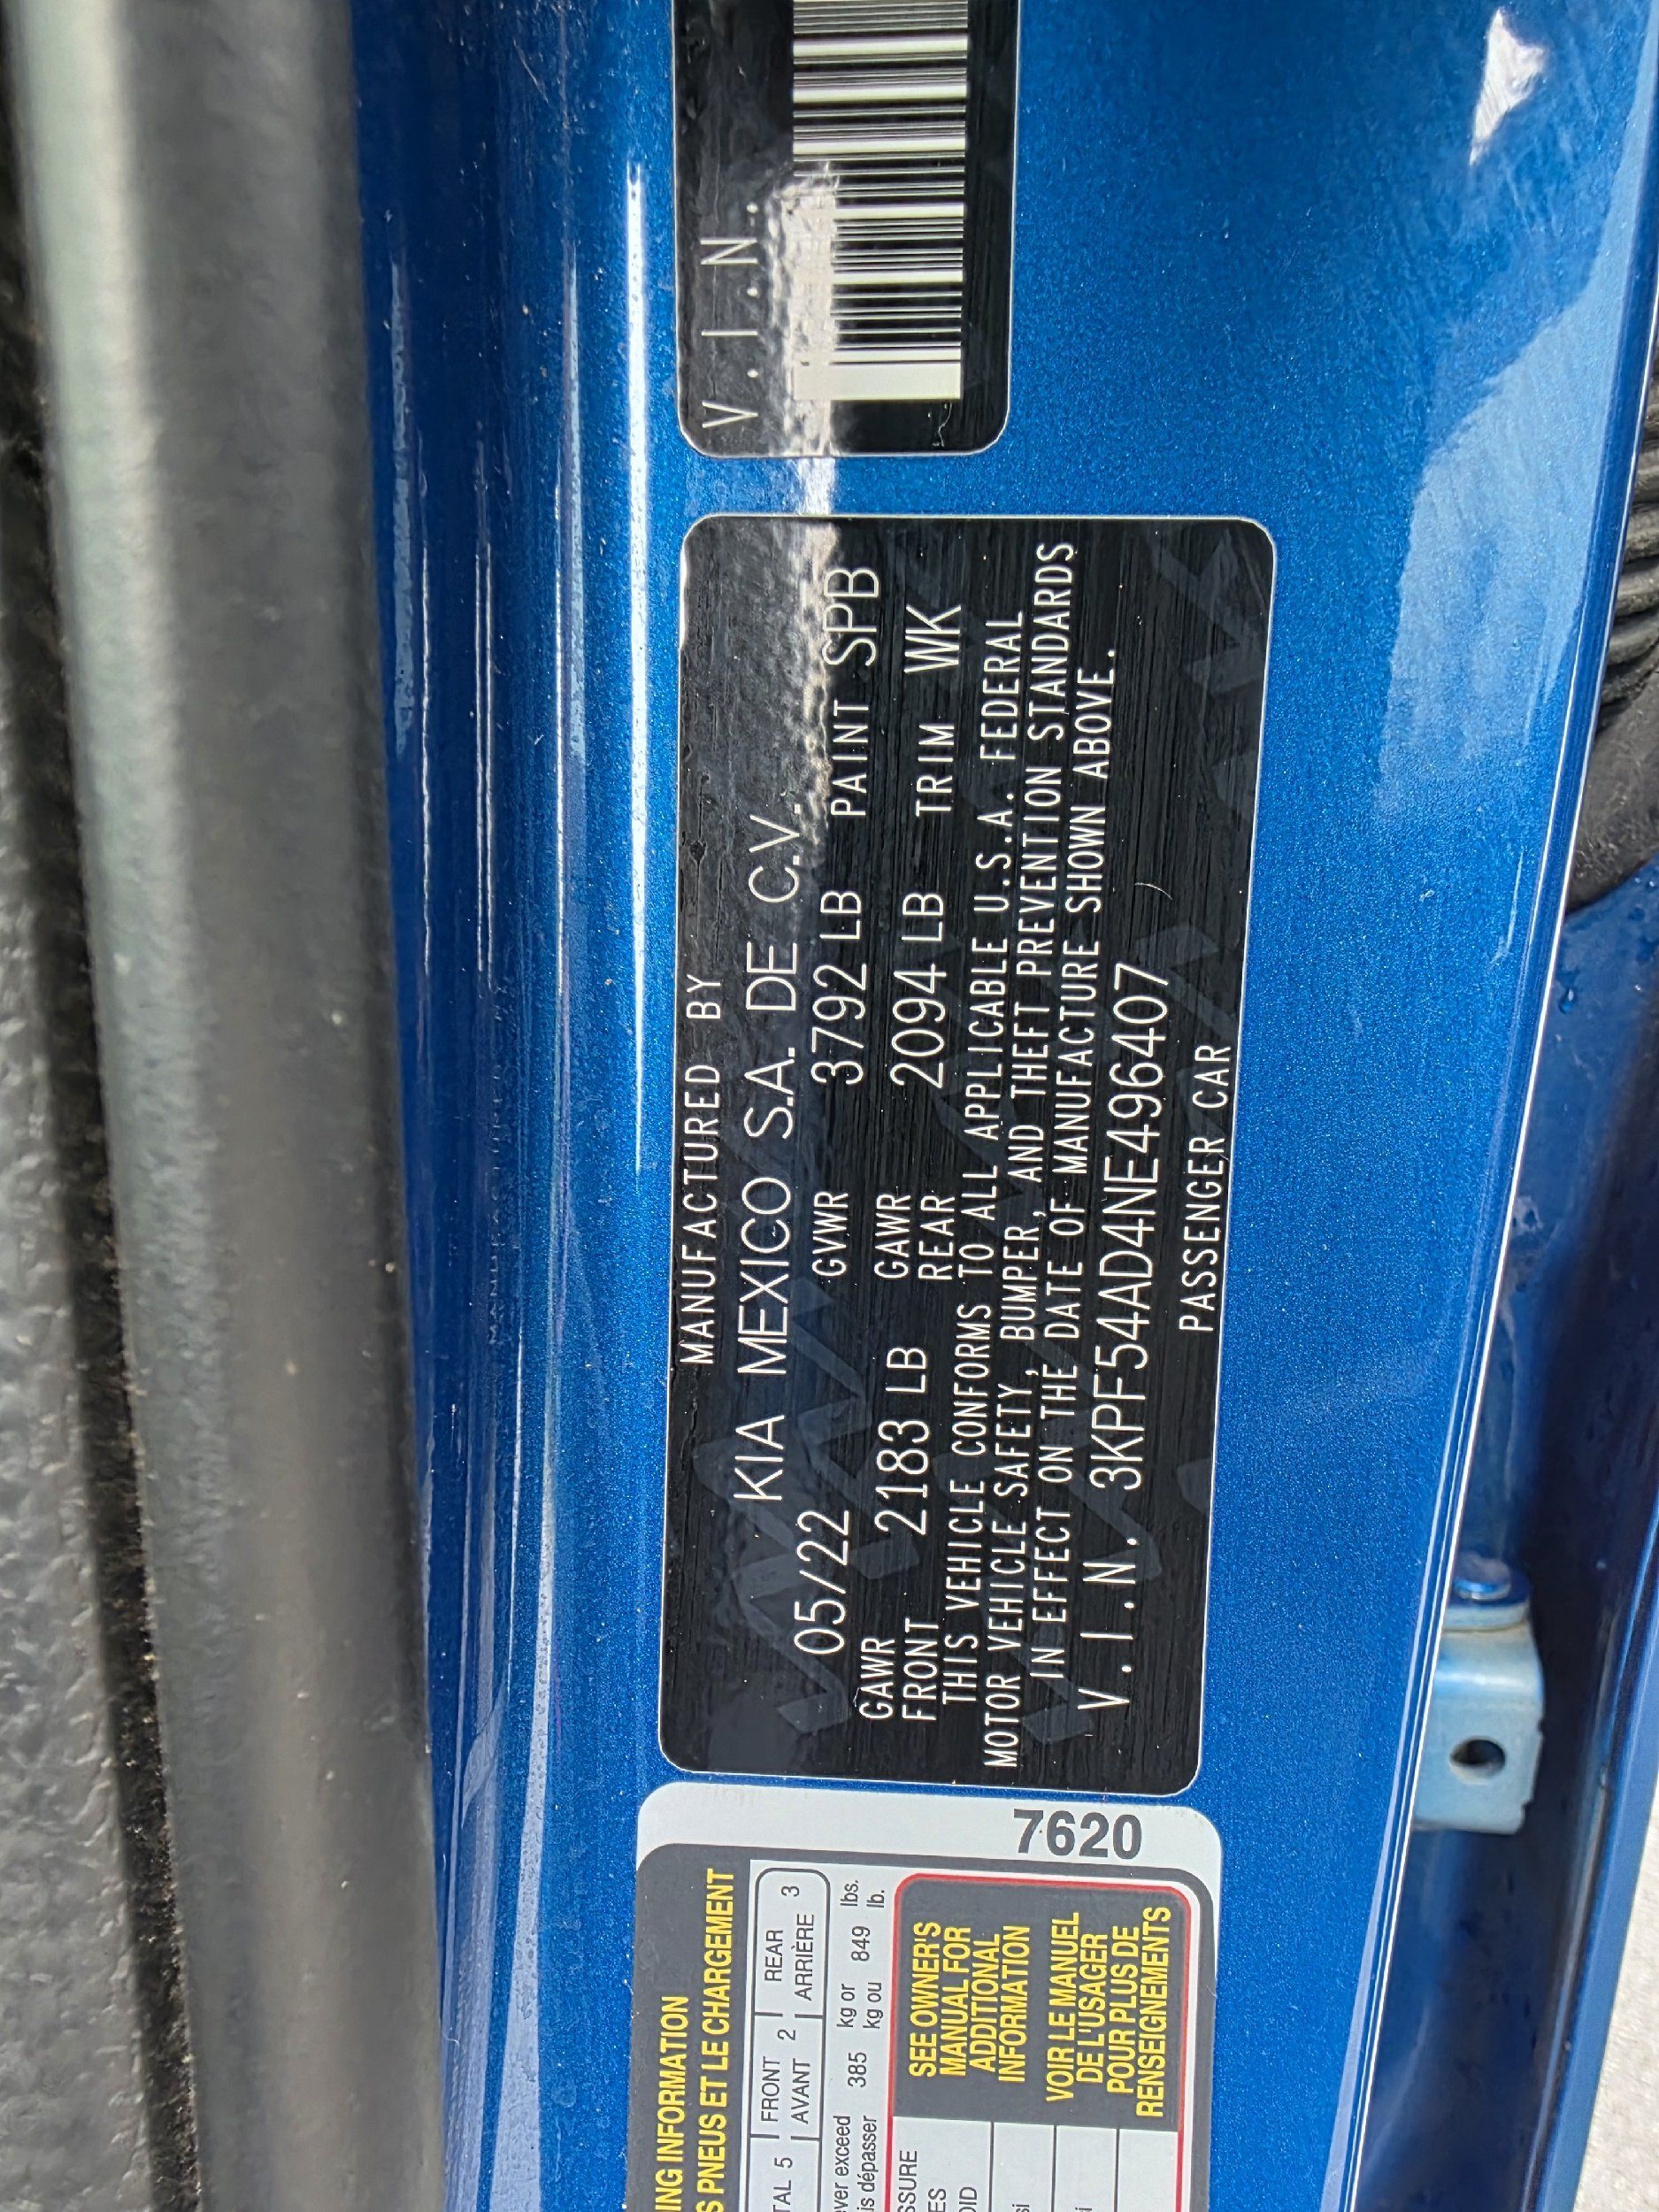 MANUFACTURED BY
KIA MEXICO S.A. DE C.V.
05/22 GVWR 3792 LB PAINT SPB
GAWR FRONT 2183 LB GAWR REAR 2094 LB TRIM WK
THIS VEHICLE CONFORMS TO ALL APPLICABLE U.S.A. FEDERAL
MOTOR VEHICLE SAFETY, BUMPER, AND THEFT PREVENTION STANDARDS
IN EFFECT ON THE DATE OF MANUFACTURE SHOWN ABOVE.
V.I.N. 3KPF54AD4NE496407
PASSENGER CAR
V.I.N.
7620
INFORMATION
PNEUS ET LE CHARGEMENT
5 FRONT 2 REAR 3
AVANT ARRIÈRE
exceed 385 kg or 849 lbs.
dépasser kg ou lb.
SEE OWNER'S
MANUAL FOR
ADDITIONAL
INFORMATION
VOIR LE MANUEL
DE L'USAGER
POUR PLUS DE
RENSEIGNEMENTS